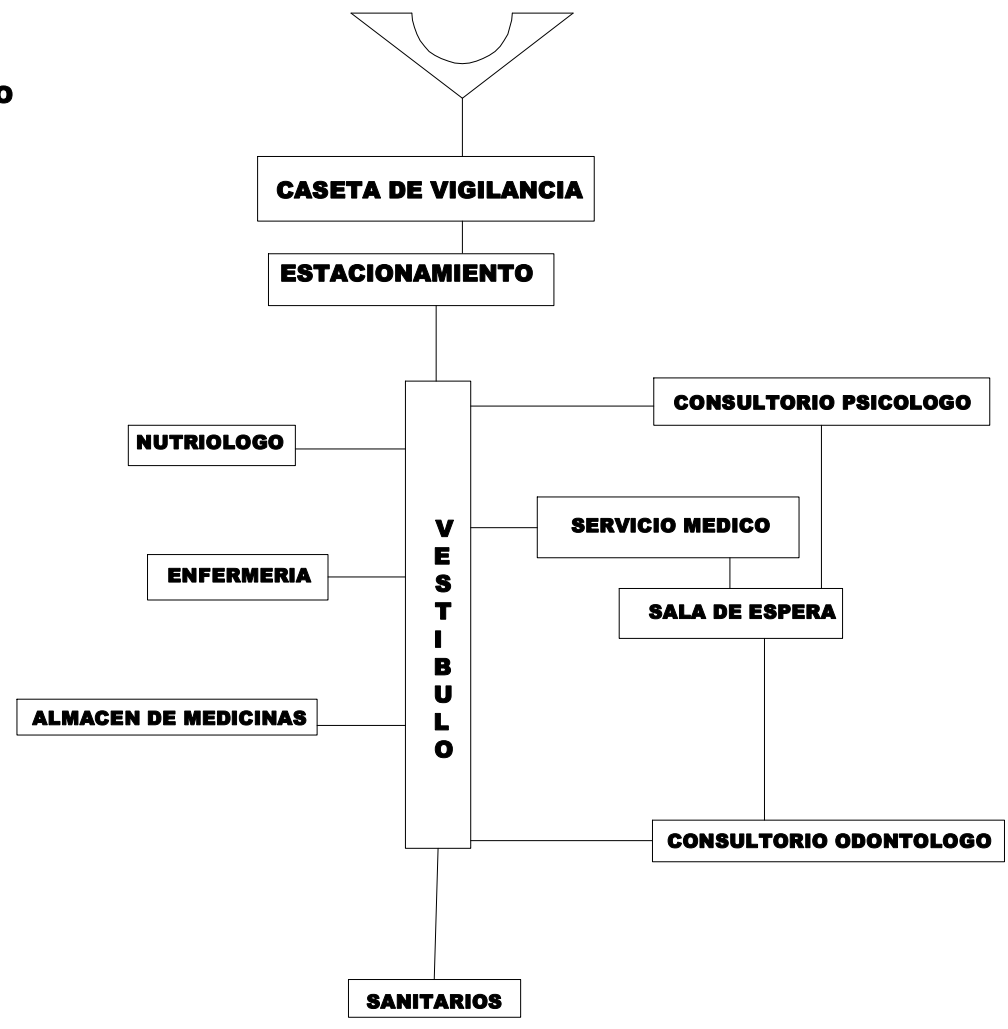 O
CASETA DE VIGILANCIA
ESTACIONAMIENTO
CONSULTORIO PSICOLOGO
NUTRIOLOGO
VESTIBULO
SERVICIO MEDICO
ENFERMERIA
SALA DE ESPERA
ALMACEN DE MEDICINAS
CONSULTORIO ODONTOLOGO
SANITARIOS